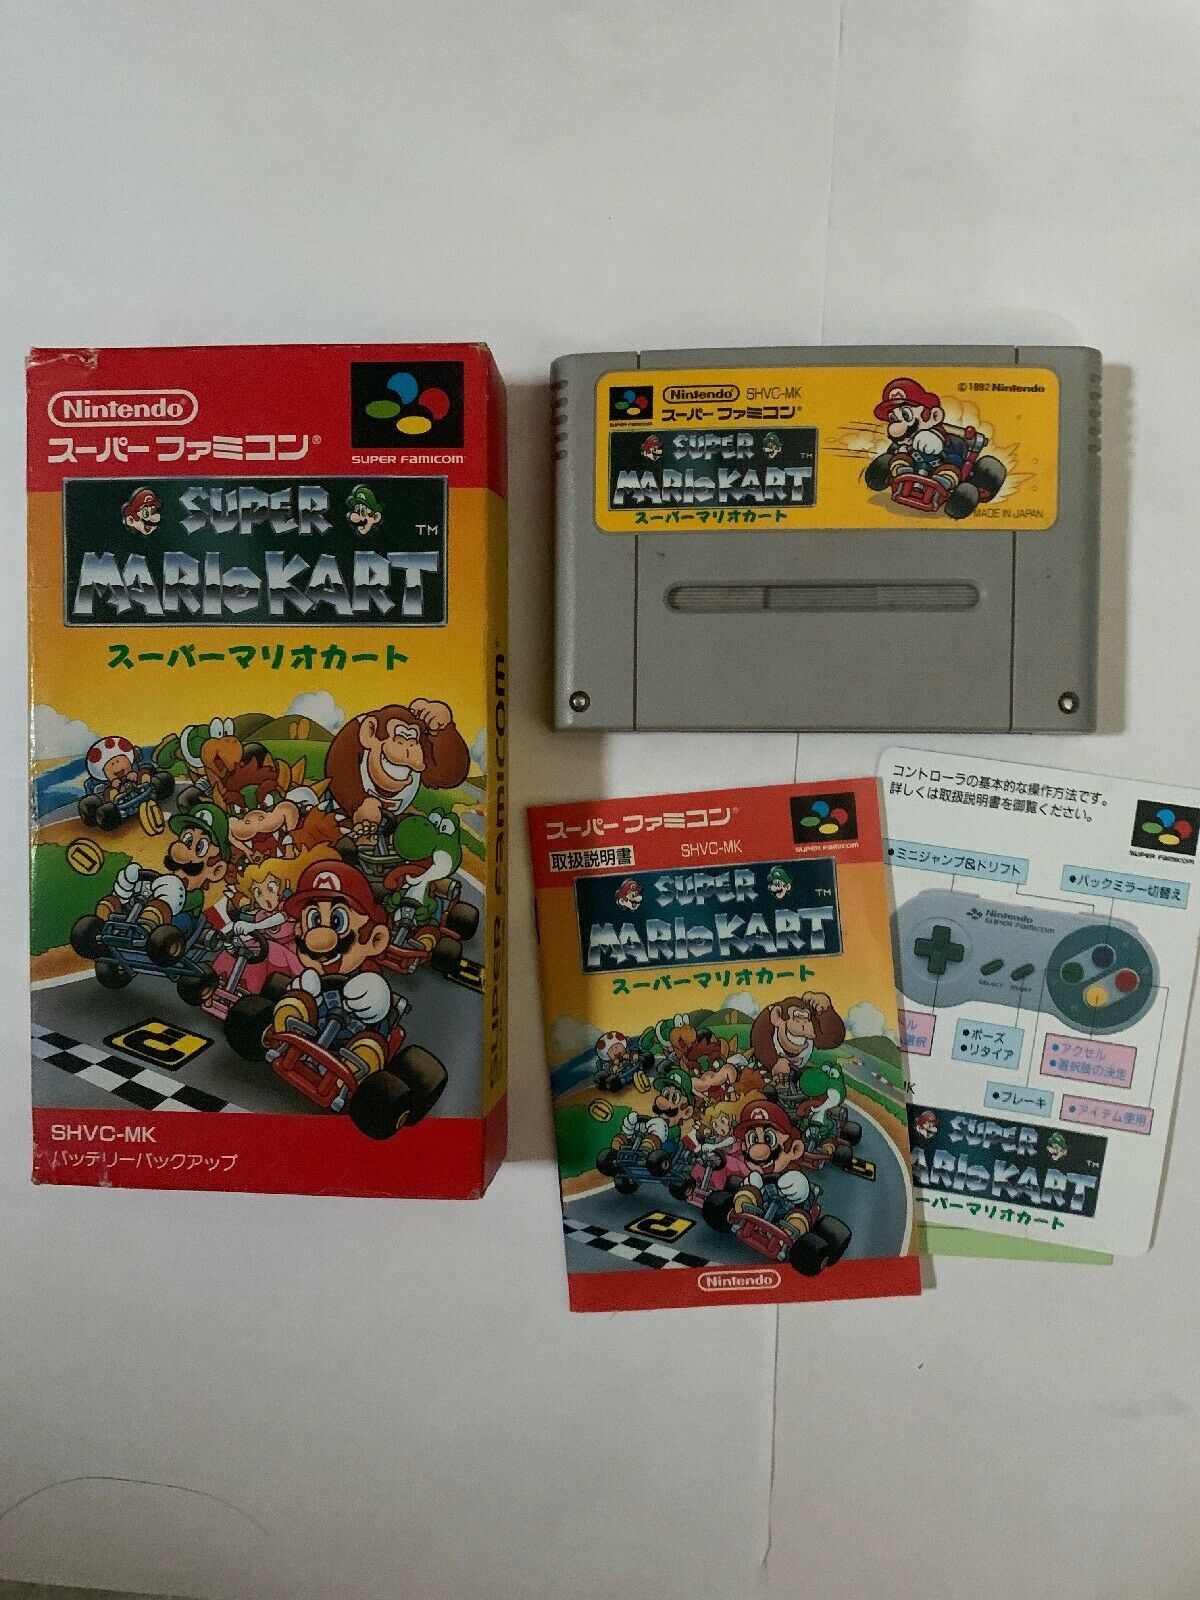 Nintendo
スーパーファミコン®
SUPER FAMICOM
SUPER
MARIO KART
TM
スーパーマリオカート
SUPER FAMICOM®
SHVC-MK
バッテリーバックアップ
Nintendo SHVC-MK
スーパーファミコン®
SUPER
MARIO KART
TM
スーパーマリオカート
©1992 Nintendo
MADE IN JAPAN
スーパーファミコン®
取扱説明書
SHVC-MK
SUPER FAMICOM
SUPER
MARIO KART
TM
スーパーマリオカート
Nintendo
コントローラの基本的な操作方法です。
詳しくは取扱説明書を御覧ください。
SUPER FAMICOM
●ミニジャンプ&ドリフト
●バックミラー切替え
Nintendo
SUPER FAMICOM
SELECT START
●ポーズ
●リタイア
●アクセル
●選択肢の決定
●ブレーキ
●アイテム使用
SUPER
MARIO KART
TM
ーパーマリオカート